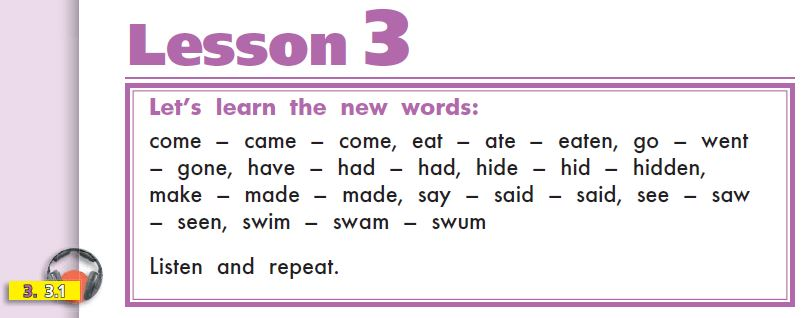 Lesson 3
Let's learn the new words:
come – came – come, eat – ate – eaten, go – went
– gone, have – had – had, hide – hid – hidden,
make – made – made, say – said – said, see – saw
– seen, swim – swam – swum
Listen and repeat.
3. 3.1